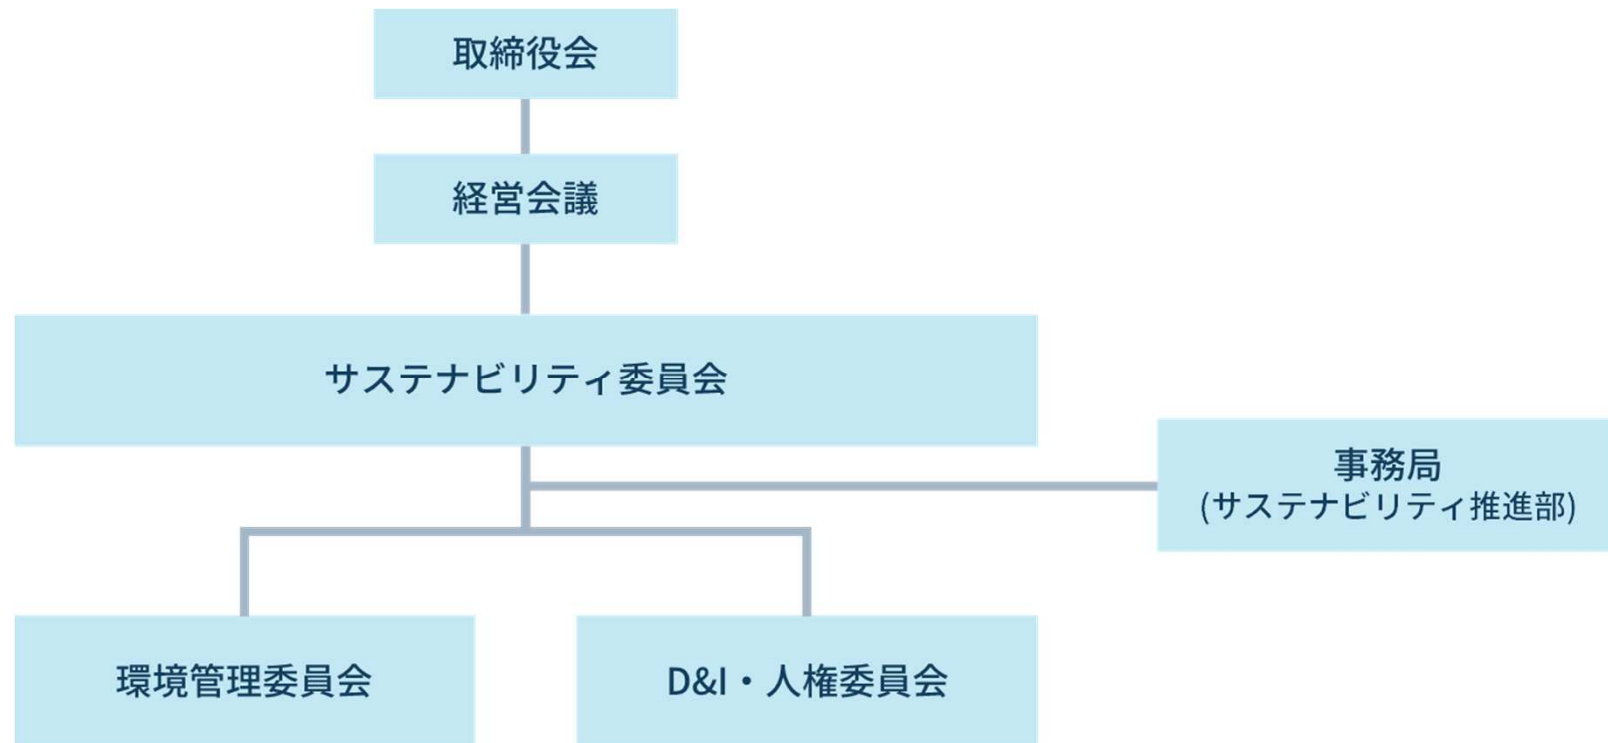 取締役会
経営会議
サステナビリティ委員会
事務局
(サステナビリティ推進部)
環境管理委員会
D&I・人権委員会